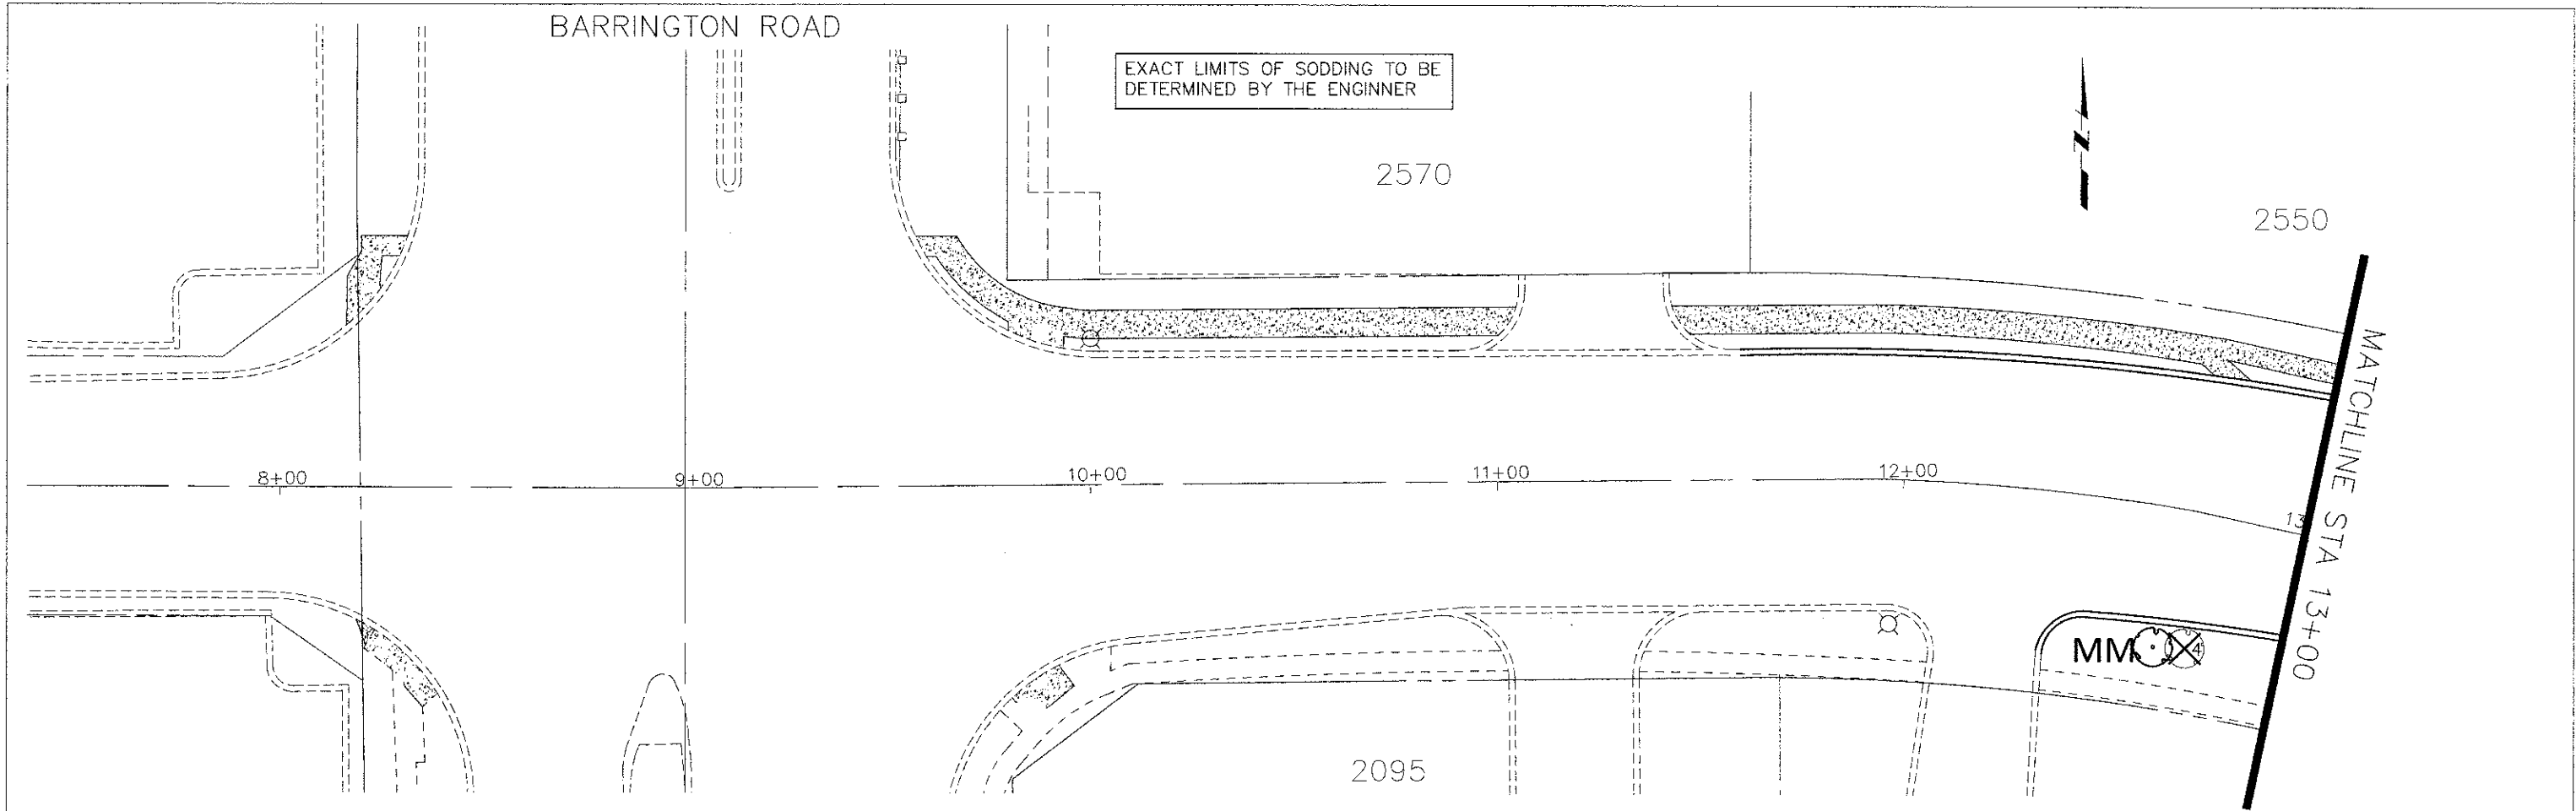 BARRINGTON ROAD
EXACT LIMITS OF SODDING TO BE
DETERMINED BY THE ENGINNER
2570
N
2550
8+00
9+00
10+00
11+00
12+00
13
MATCHLINE STA 13+00
MM
4
2095